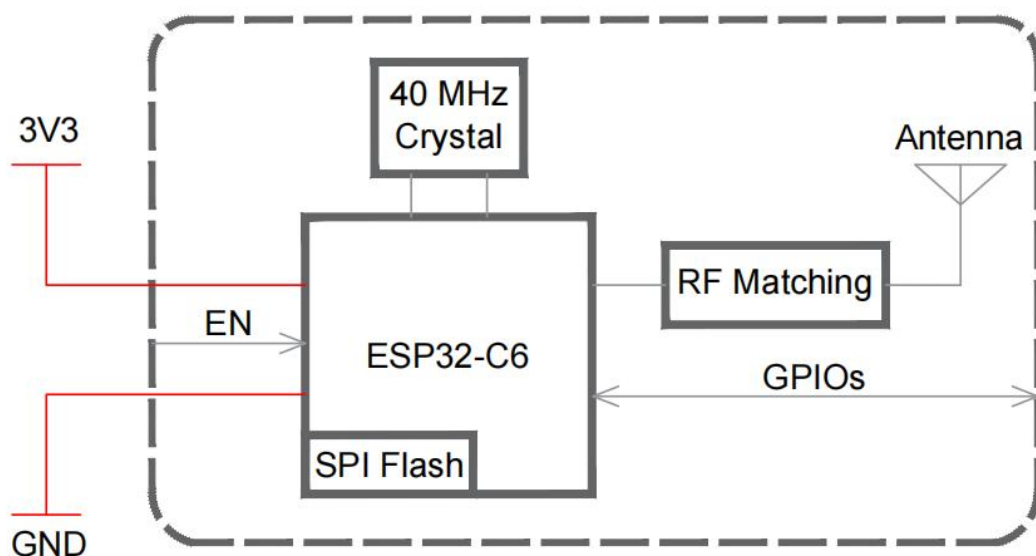 40 MHz
Crystal
3V3
Antenna
RF Matching
EN
ESP32-C6
GPIOs
SPI Flash
GND